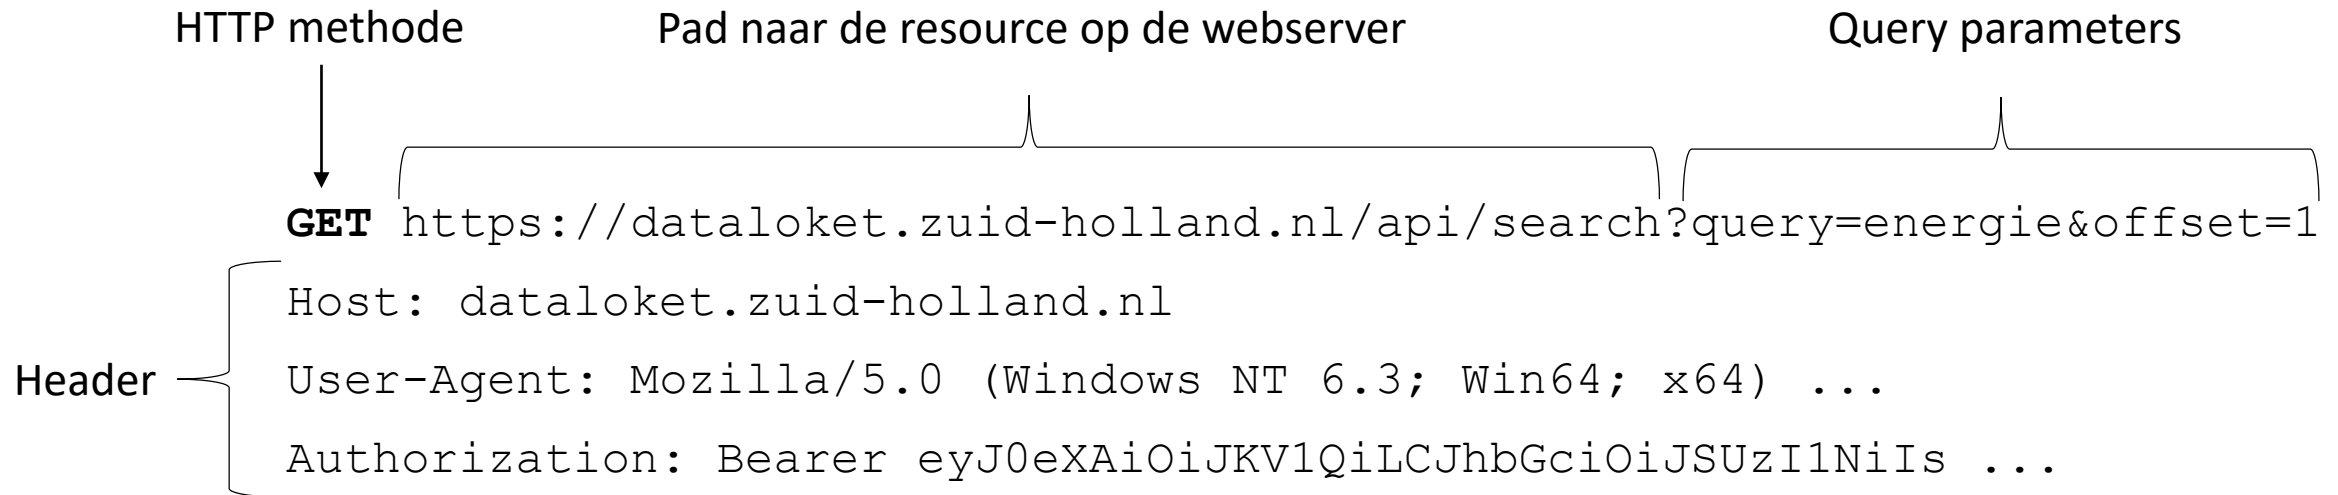 HTTP methode
Pad naar de resource op de webserver
Query parameters
GET https://dataloket.zuid-holland.nl/api/search?query=energie&offset=1
Host: dataloket.zuid-holland.nl
Header
User-Agent: Mozilla/5.0 (Windows NT 6.3; Win64; x64) ...
Authorization: Bearer eyJ0eXAiOiJKV1QiLCJhbGciOiJSUzI1NiIs ...